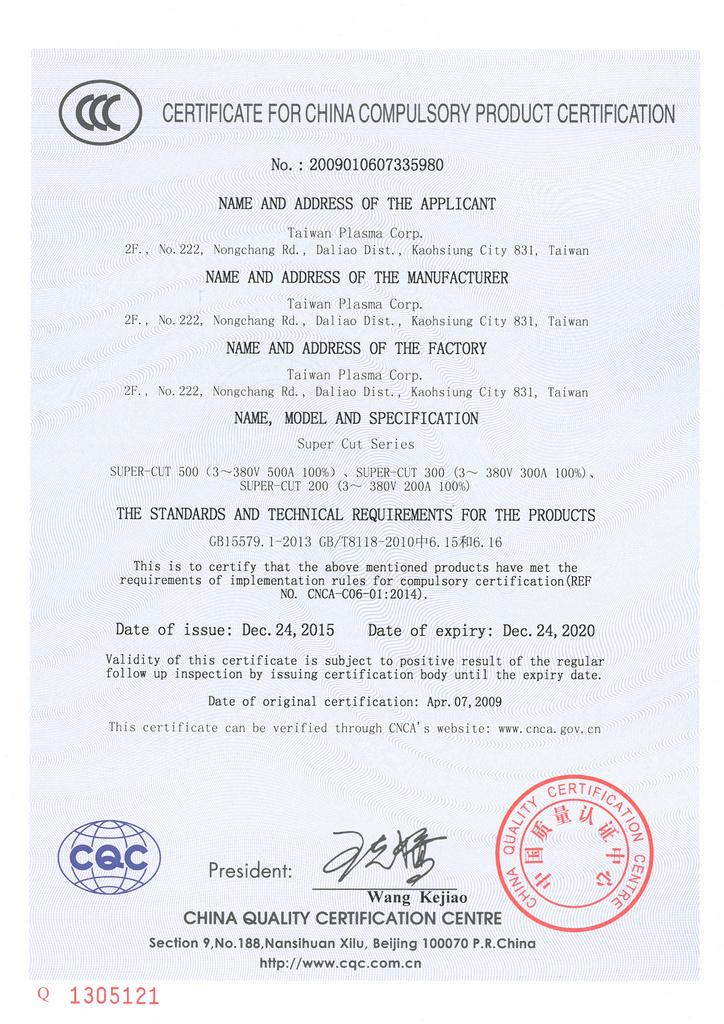 CCC
CERTIFICATE FOR CHINA COMPULSORY PRODUCT CERTIFICATION
No. : 2009010607335980
NAME AND ADDRESS OF THE APPLICANT
Taiwan Plasma Corp.
2F., No.222, Nongchang Rd., Daliao Dist., Kaohsiung City 831, Taiwan
NAME AND ADDRESS OF THE MANUFACTURER
Taiwan Plasma Corp.
2F., No.222, Nongchang Rd., Daliao Dist., Kaohsiung City 831, Taiwan
NAME AND ADDRESS OF THE FACTORY
Taiwan Plasma Corp.
2F., No.222, Nongchang Rd., Daliao Dist., Kaohsiung City 831, Taiwan
NAME, MODEL AND SPECIFICATION
Super Cut Series
SUPER-CUT 500 (3～380V 500A 100%) 、SUPER-CUT 300 (3～ 380V 300A 100%)、
SUPER-CUT 200 (3～ 380V 200A 100%)
THE STANDARDS AND TECHNICAL REQUIREMENTS FOR THE PRODUCTS
GB15579.1-2013 GB/T8118-2010中6.15和6.16
This is to certify that the above mentioned products have met the
requirements of implementation rules for compulsory certification(REF
NO. CNCA-C06-01:2014).
Date of issue: Dec.24,2015 Date of expiry: Dec.24,2020
Validity of this certificate is subject to positive result of the regular
follow up inspection by issuing certification body until the expiry date.
Date of original certification: Apr.07,2009
This certificate can be verified through CNCA's website: www.cnca.gov.cn
CHINA QUALITY CERTIFICATION CENTRE
中国质量认证中心
CQC
President:
王克娇
Wang Kejiao
CHINA QUALITY CERTIFICATION CENTRE
Section 9,No.188,Nansihuan Xilu, Beijing 100070 P.R.China
http://www.cqc.com.cn
Q 1305121